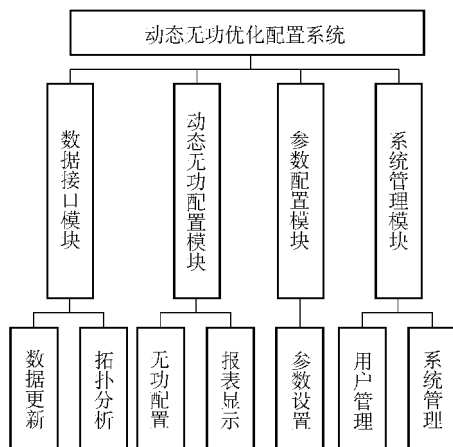 动态无功优化配置系统
数据接口模块
动态无功配置模块
参数配置模块
系统管理模块
数据更新
拓扑分析
无功配置
报表显示
参数设置
用户管理
系统管理